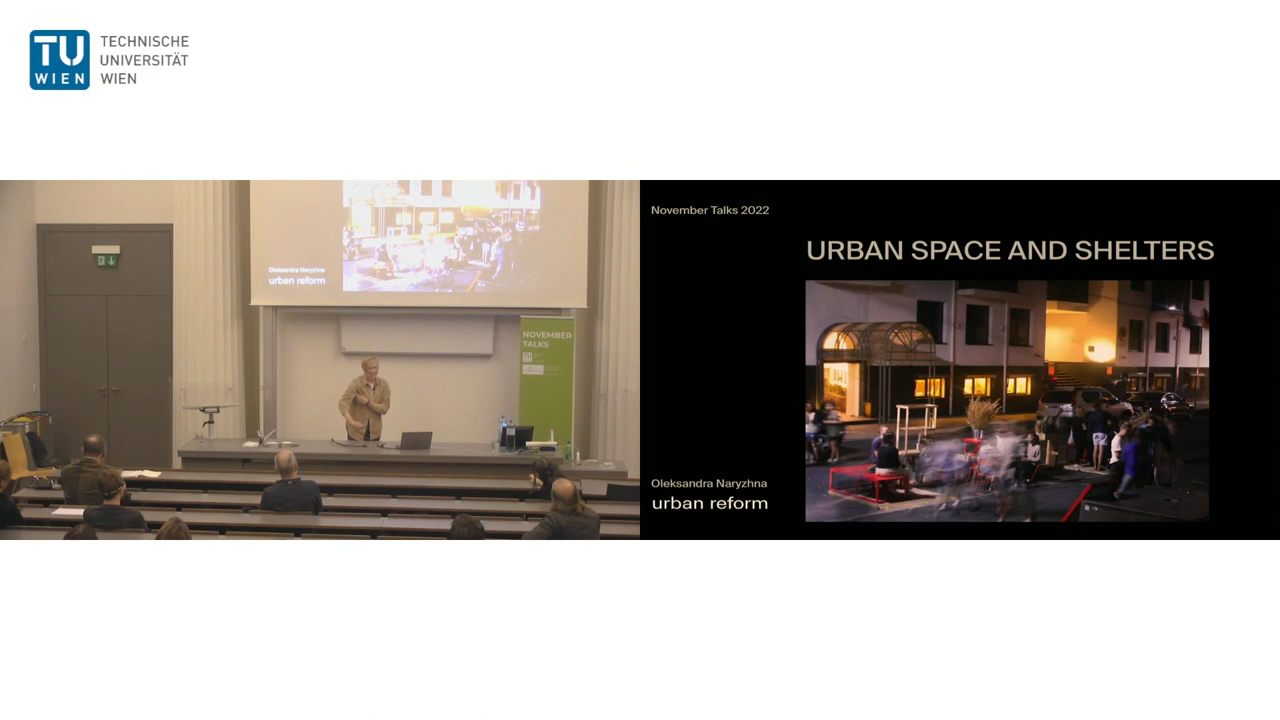 TU
WIEN
TECHNISCHE
UNIVERSITÄT
WIEN
Oleksandra Naryzhna
urban reform
NOVEMBER
TALKS
TU
November Talks 2022
URBAN SPACE AND SHELTERS
Oleksandra Naryzhna
urban reform